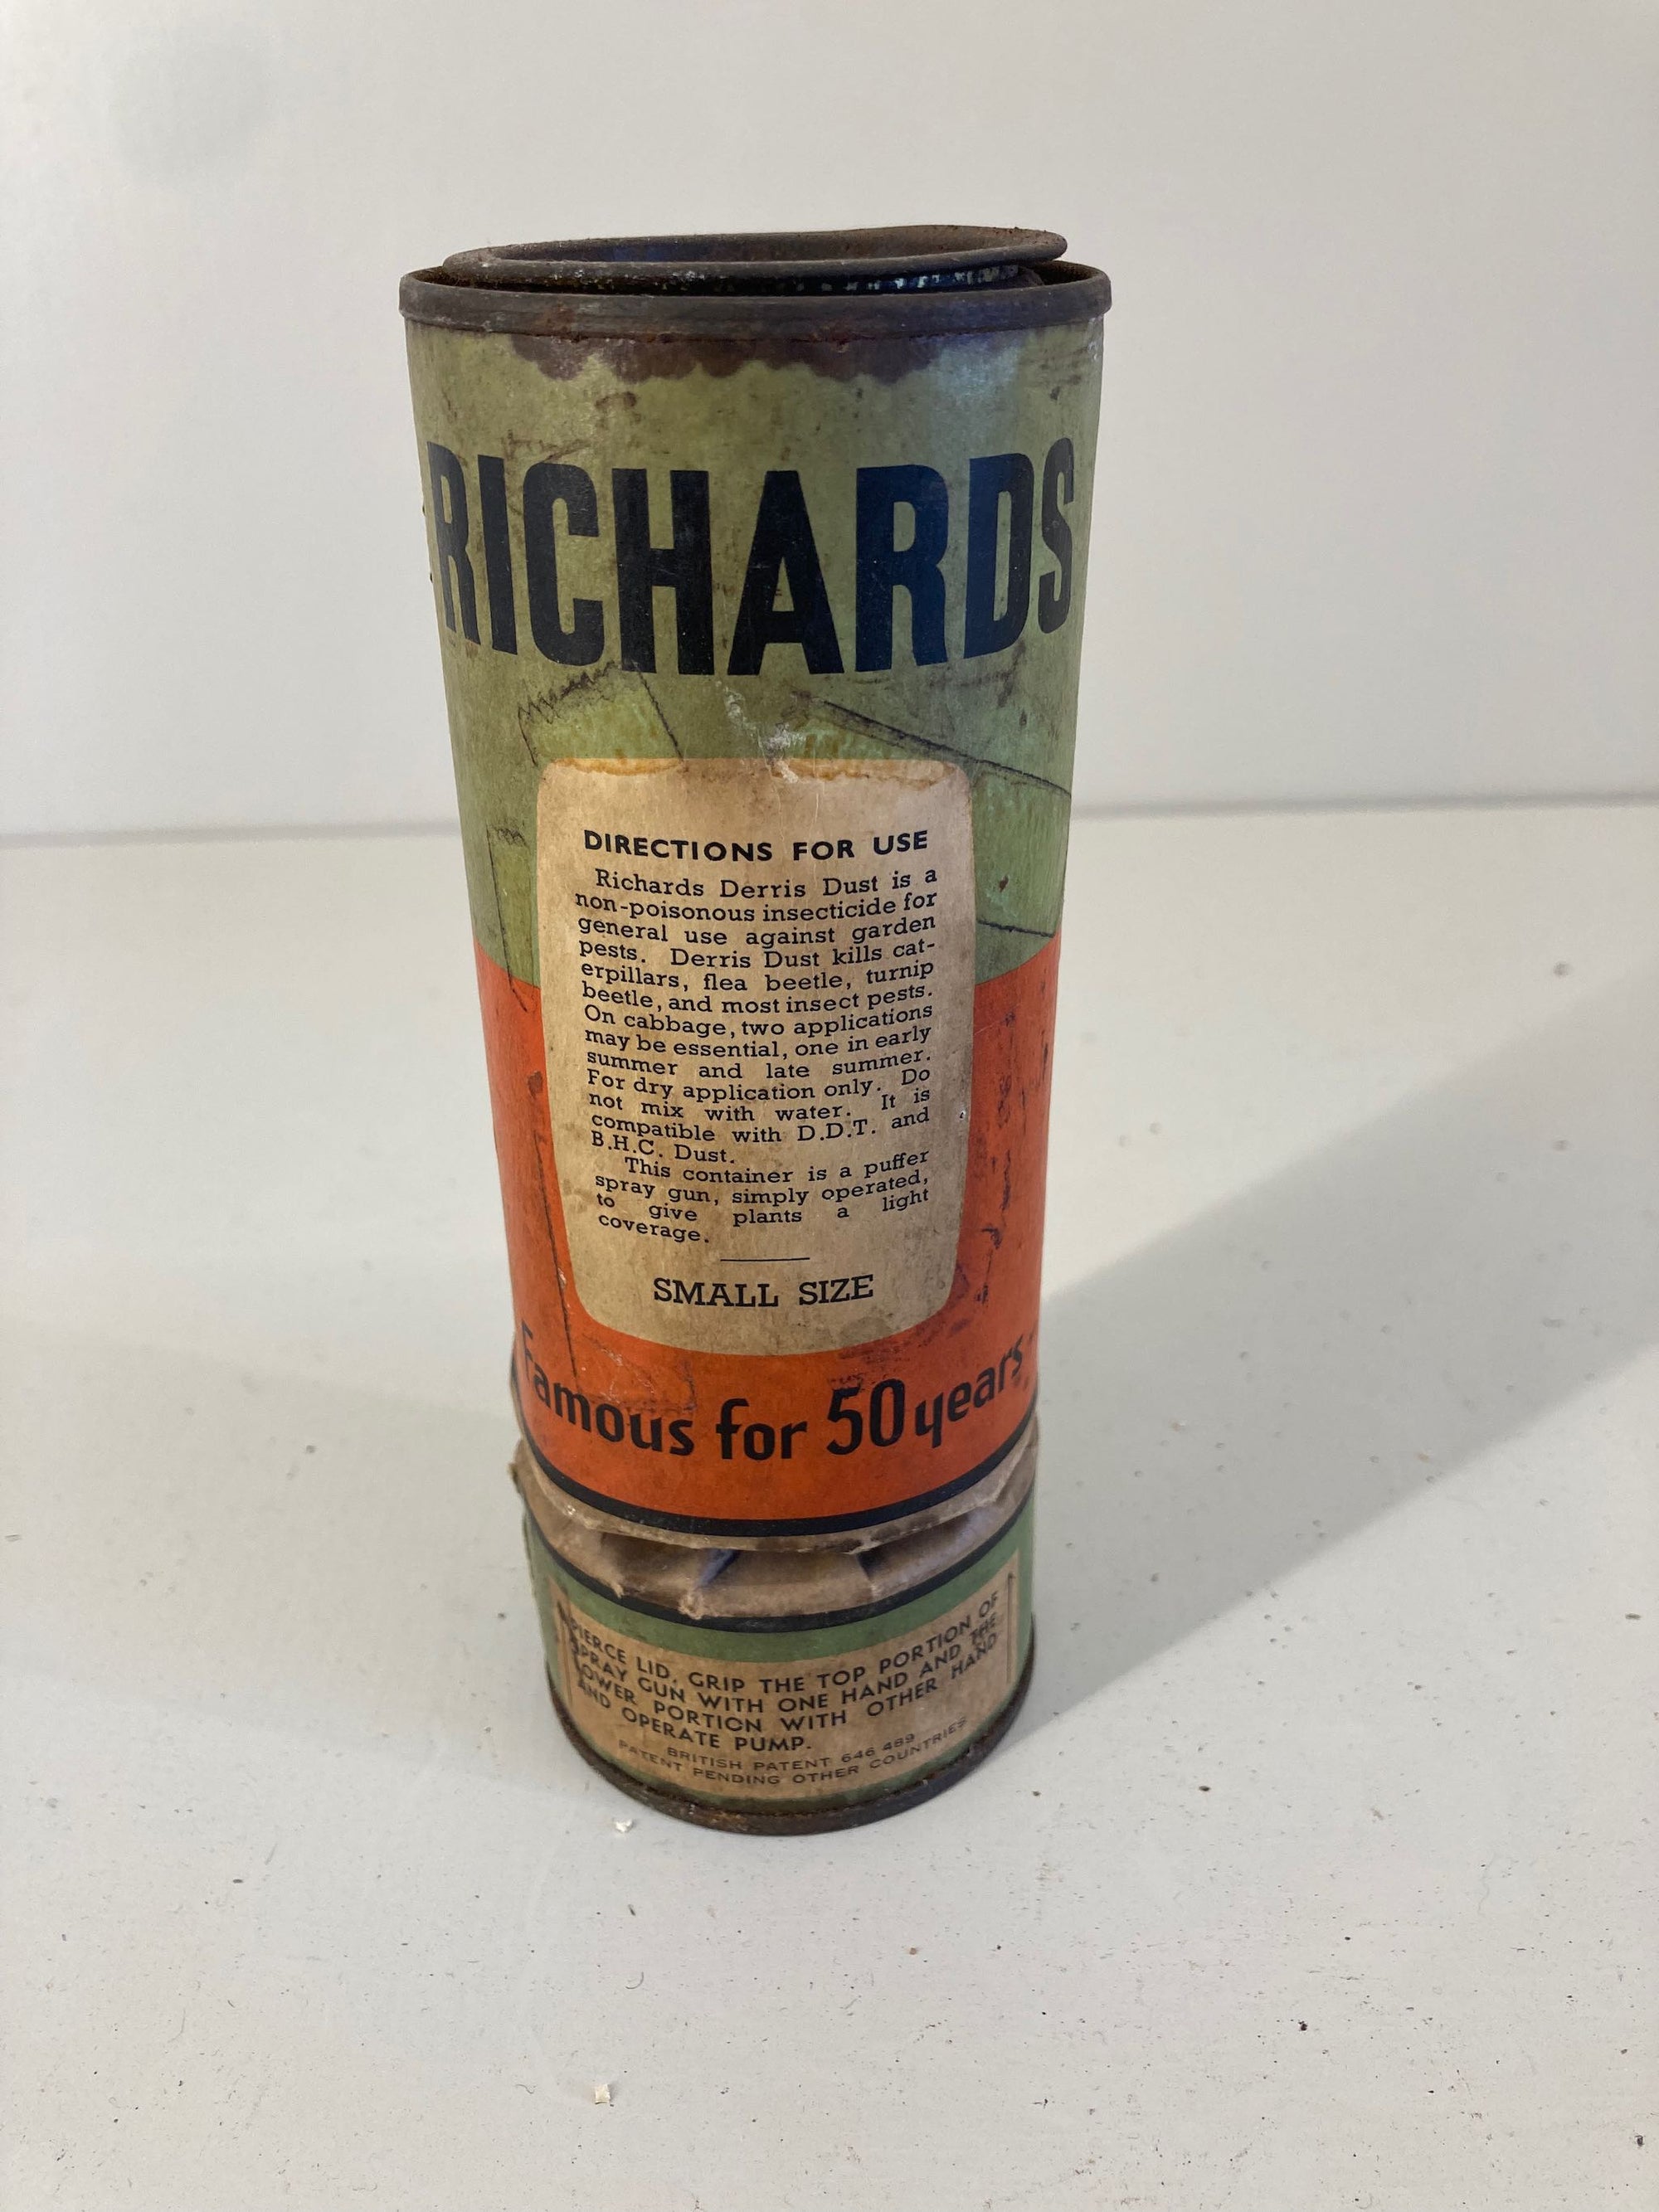 RICHARDS
DIRECTIONS FOR USE
Richards Derris Dust is a
non-poisonous insecticide for
general use against garden
pests. Derris Dust kills cat-
erpillars, flea beetle, turnip
beetle, and most insect pests.
On cabbage, two applications
may be essential, one in early
summer and late summer.
For dry application only. Do
not mix with water. It is
compatible with D.D.T. and
B.H.C. Dust.
This container is a puffer
spray gun, simply operated,
to give plants a light
coverage.
SMALL SIZE
Famous for 50 years
PIERCE LID, GRIP THE TOP PORTION OF
SPRAY GUN WITH ONE HAND AND THE
LOWER PORTION WITH OTHER HAND
AND OPERATE PUMP.
BRITISH PATENT 646 489
PATENT PENDING OTHER COUNTRIES